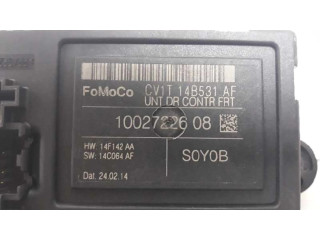 FoMoCo CV1T 14B531 AF
UNT DR CONTR FRT
10027226 08
HW: 14F142 AA
SW: 14C064 AF
S0Y0B
Dat. 24.02.14